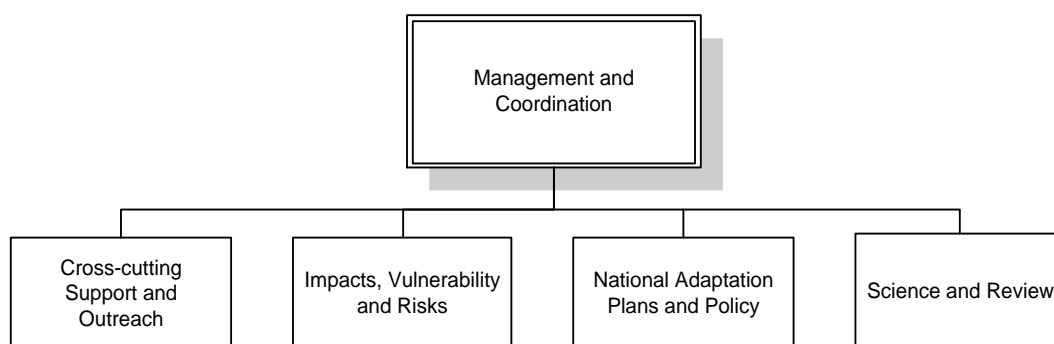 Management and
Coordination
Cross-cutting
Support and
Outreach
Impacts, Vulnerability
and Risks
National Adaptation
Plans and Policy
Science and Review